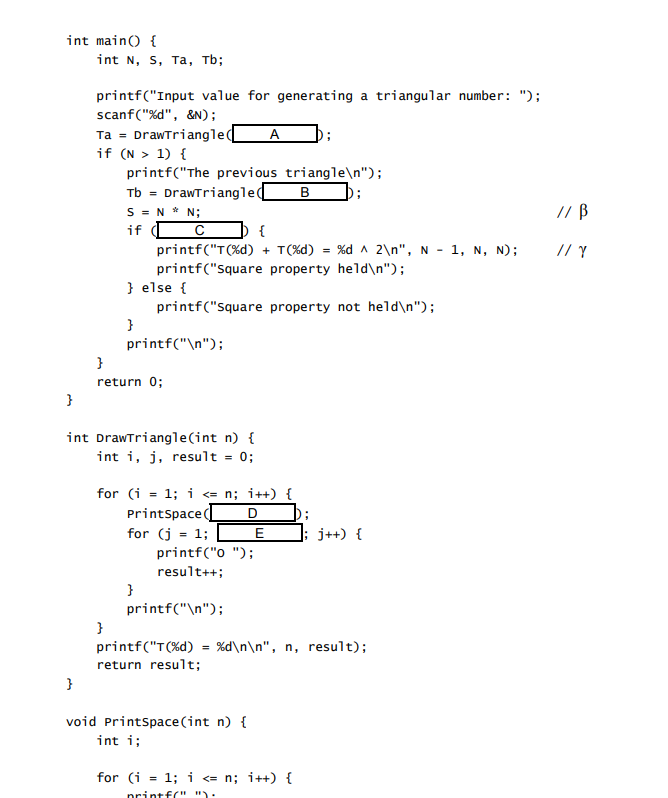 int main() {
int N, S, Ta, Tb;
printf("Input value for generating a triangular number: ");
scanf("%d", &N);
Ta = DrawTriangle( A );
if (N > 1) {
printf("The previous triangle\n");
Tb = DrawTriangle( B );
S = N * N; // β
if ( C ) {
printf("T(%d) + T(%d) = %d ^ 2\n", N - 1, N, N); // γ
printf("Square property held\n");
} else {
printf("Square property not held\n");
}
printf("\n");
}
return 0;
}
int DrawTriangle(int n) {
int i, j, result = 0;
for (i = 1; i <= n; i++) {
PrintSpace( D );
for (j = 1; E ; j++) {
printf("O ");
result++;
}
printf("\n");
}
printf("T(%d) = %d\n\n", n, result);
return result;
}
void PrintSpace(int n) {
int i;
for (i = 1; i <= n; i++) {
printf(" ");